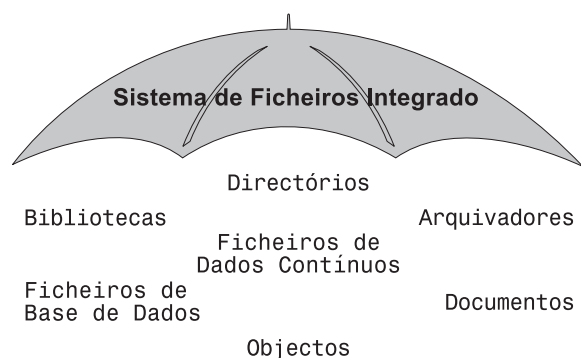 Sistema de Ficheiros Integrado
Directórios
Bibliotecas
Arquivadores
Ficheiros de
Dados Contínuos
Ficheiros de
Base de Dados
Documentos
Objectos